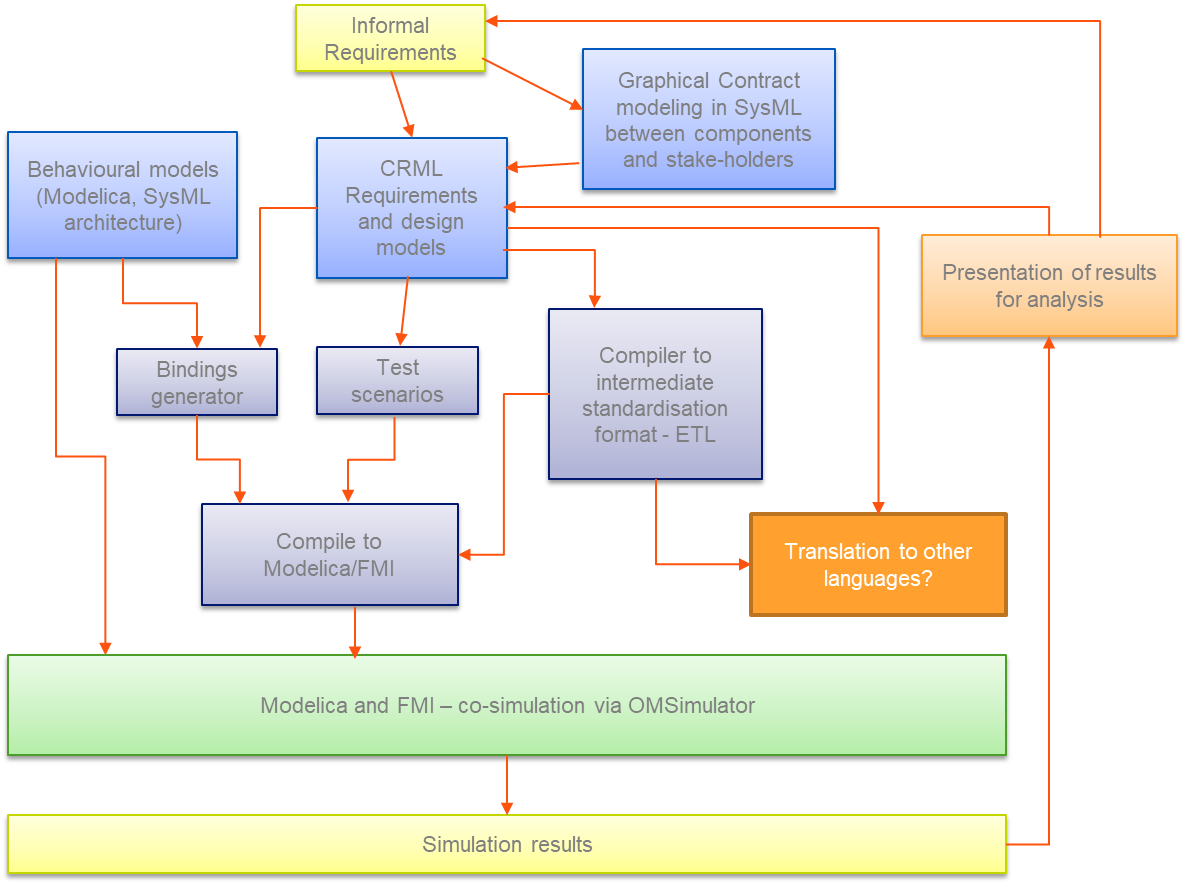 Informal
Requirements
Graphical Contract
modeling in SysML
between components
and stake-holders
Behavioural models
(Modelica, SysML
architecture)
CRML
Requirements
and design
models
Presentation of results
for analysis
Bindings
generator
Test
scenarios
Compiler to
intermediate
standardisation
format - ETL
Compile to
Modelica/FMI
Translation to other
languages?
Modelica and FMI – co-simulation via OMSimulator
Simulation results